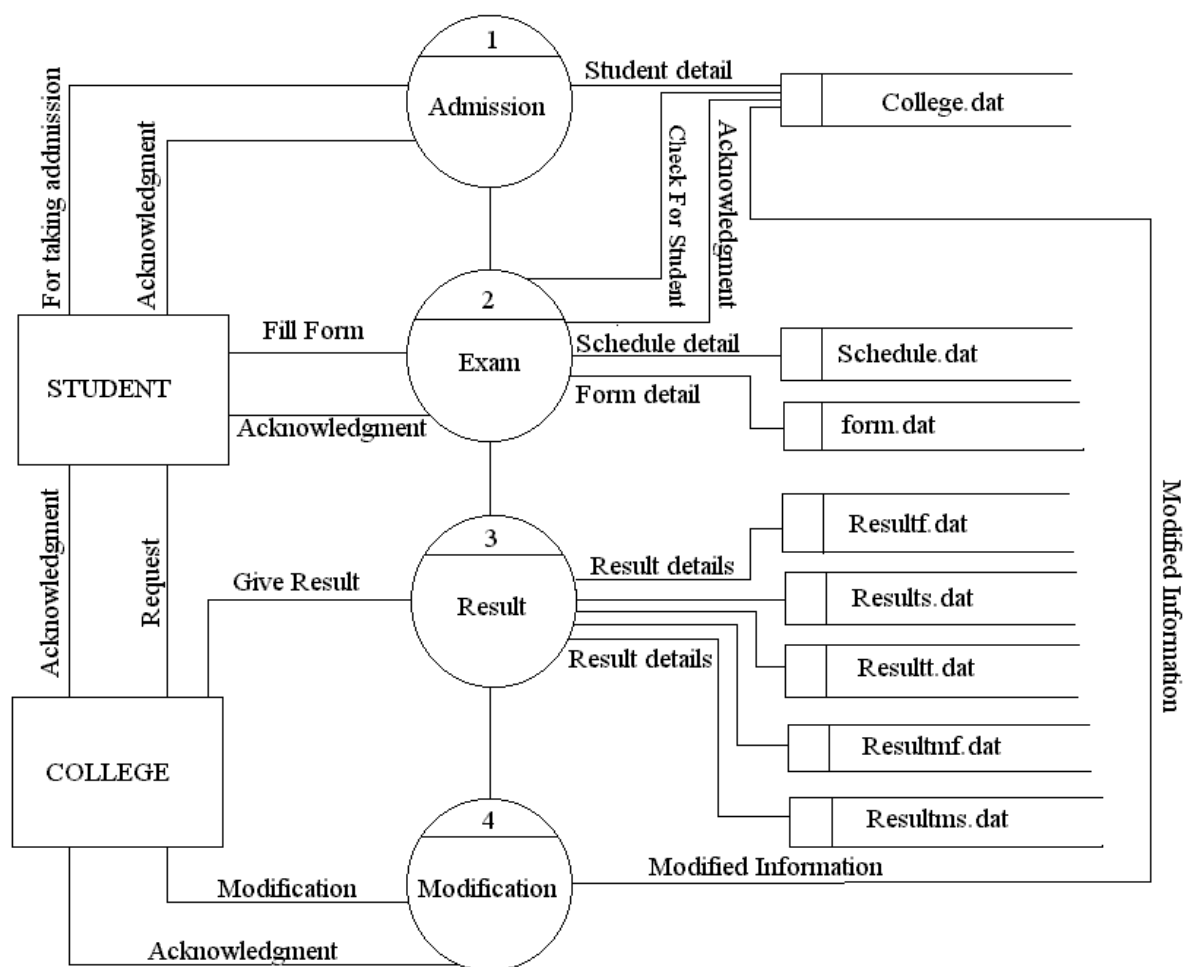 1
Admission
Student detail
College.dat
For taking addmission
Acknowledgment
Check For Student
Acknowledgment
2
Exam
Fill Form
Acknowledgment
STUDENT
Schedule detail
Schedule.dat
Form detail
form.dat
Acknowledgment
Request
Give Result
3
Result
Result details
Resultf.dat
Results.dat
Result details
Resultt.dat
Resultmf.dat
Resultms.dat
Modified Information
COLLEGE
4
Modification
Modification
Modified Information
Acknowledgment